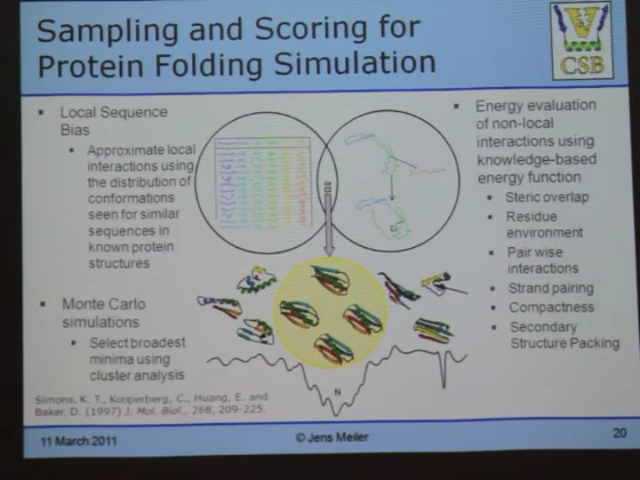 Sampling and Scoring for
Protein Folding Simulation
CSB
Local Sequence
Bias
Approximate local
interactions using
the distribution of
conformations
seen for similar
sequences in
known protein
structures
Monte Carlo
simulations
Select broadest
minima using
cluster analysis
Energy evaluation
of non-local
interactions using
knowledge-based
energy function
Steric overlap
Residue
environment
Pair wise
interactions
Strand pairing
Compactness
Secondary
Structure Packing
N
Simons, K. T., Kooperberg, C., Huang, E. and
Baker, D. (1997) J. Mol. Biol., 268, 209-225.
11 March 2011
© Jens Meiler
20